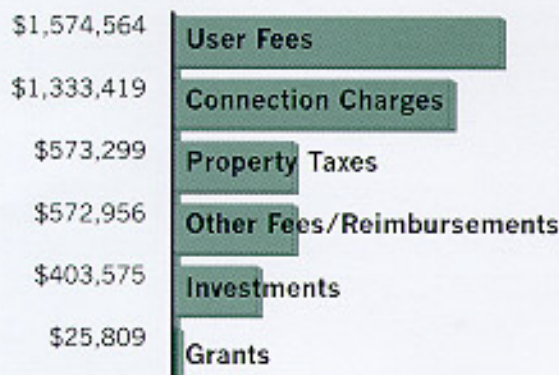 $1,574,564 User Fees
$1,333,419 Connection Charges
$573,299 Property Taxes
$572,956 Other Fees/Reimbursements
$403,575 Investments
$25,809 Grants